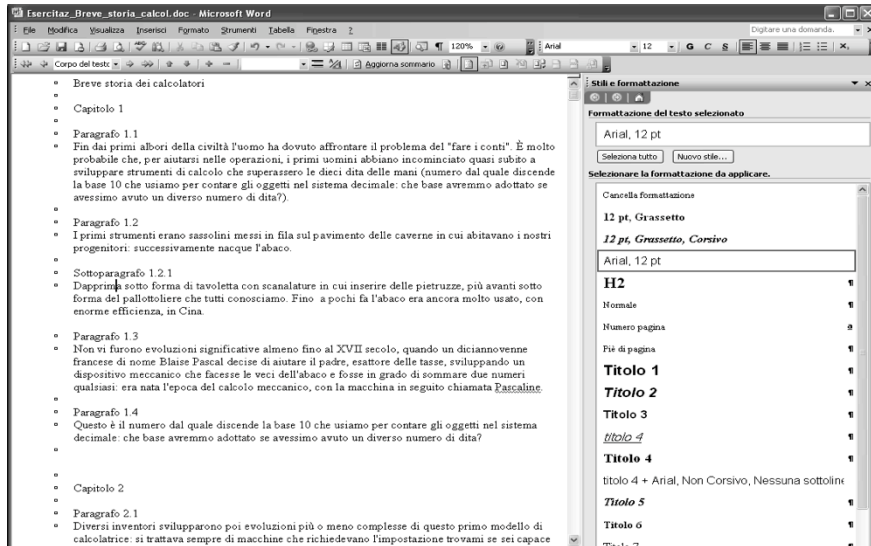 Esercitaz_Breve_storia_calcol.doc - Microsoft Word
File Modifica Visualizza Inserisci Formato Strumenti Tabella Finestra ?
Digitare una domanda.
120%
Arial
12
G C S
Corpo del testo
Aggiorna sommario
Breve storia dei calcolatori
Capitolo 1
Paragrafo 1.1
Fin dai primi albori della civiltà l'uomo ha dovuto affrontare il problema del "fare i conti". È molto
probabile che, per aiutarsi nelle operazioni, i primi uomini abbiano incominciato quasi subito a
sviluppare strumenti di calcolo che superassero le dieci dita delle mani (numero dal quale discende
la base 10 che usiamo per contare gli oggetti nel sistema decimale: che base avremmo adottato se
avessimo avuto un diverso numero di dita?).
Paragrafo 1.2
I primi strumenti erano sassolini messi in fila sul pavimento delle caverne in cui abitavano i nostri
progenitori: successivamente nacque l'abaco.
Sottoparagrafo 1.2.1
Dapprima sotto forma di tavoletta con scanalature in cui inserire delle pietruzze, più avanti sotto
forma del pallottoliere che tutti conosciamo. Fino a pochi fa l'abaco era ancora molto usato, con
enorme efficienza, in Cina.
Paragrafo 1.3
Non vi furono evoluzioni significative almeno fino al XVII secolo, quando un diciannovenne
francese di nome Blaise Pascal decise di aiutare il padre, esattore delle tasse, sviluppando un
dispositivo meccanico che facesse le veci dell'abaco e fosse in grado di sommare due numeri
qualsiasi: era nata l'epoca del calcolo meccanico, con la macchina in seguito chiamata Pascaline.
Paragrafo 1.4
Questo è il numero dal quale discende la base 10 che usiamo per contare gli oggetti nel sistema
decimale: che base avremmo adottato se avessimo avuto un diverso numero di dita?
Capitolo 2
Paragrafo 2.1
Diversi inventori svilupparono poi evoluzioni più o meno complesse di questo primo modello di
calcolatrice: si trattava sempre di macchine che richiedevano l'impostazione trovami se sei capace
Stili e formattazione
Formattazione del testo selezionato
Arial, 12 pt
Seleziona tutto
Nuovo stile...
Selezionare la formattazione da applicare.
Cancella formattazione
12 pt, Grassetto
12 pt, Grassetto, Corsivo
Arial, 12 pt
H2 ¶
Normale ¶
Numero pagina a
Piè di pagina ¶
Titolo 1 ¶
Titolo 2 ¶
Titolo 3 ¶
titolo 4 ¶
Titolo 4 ¶
titolo 4 + Arial, Non Corsivo, Nessuna sottoline
Titolo 5 ¶
Titolo 6 ¶